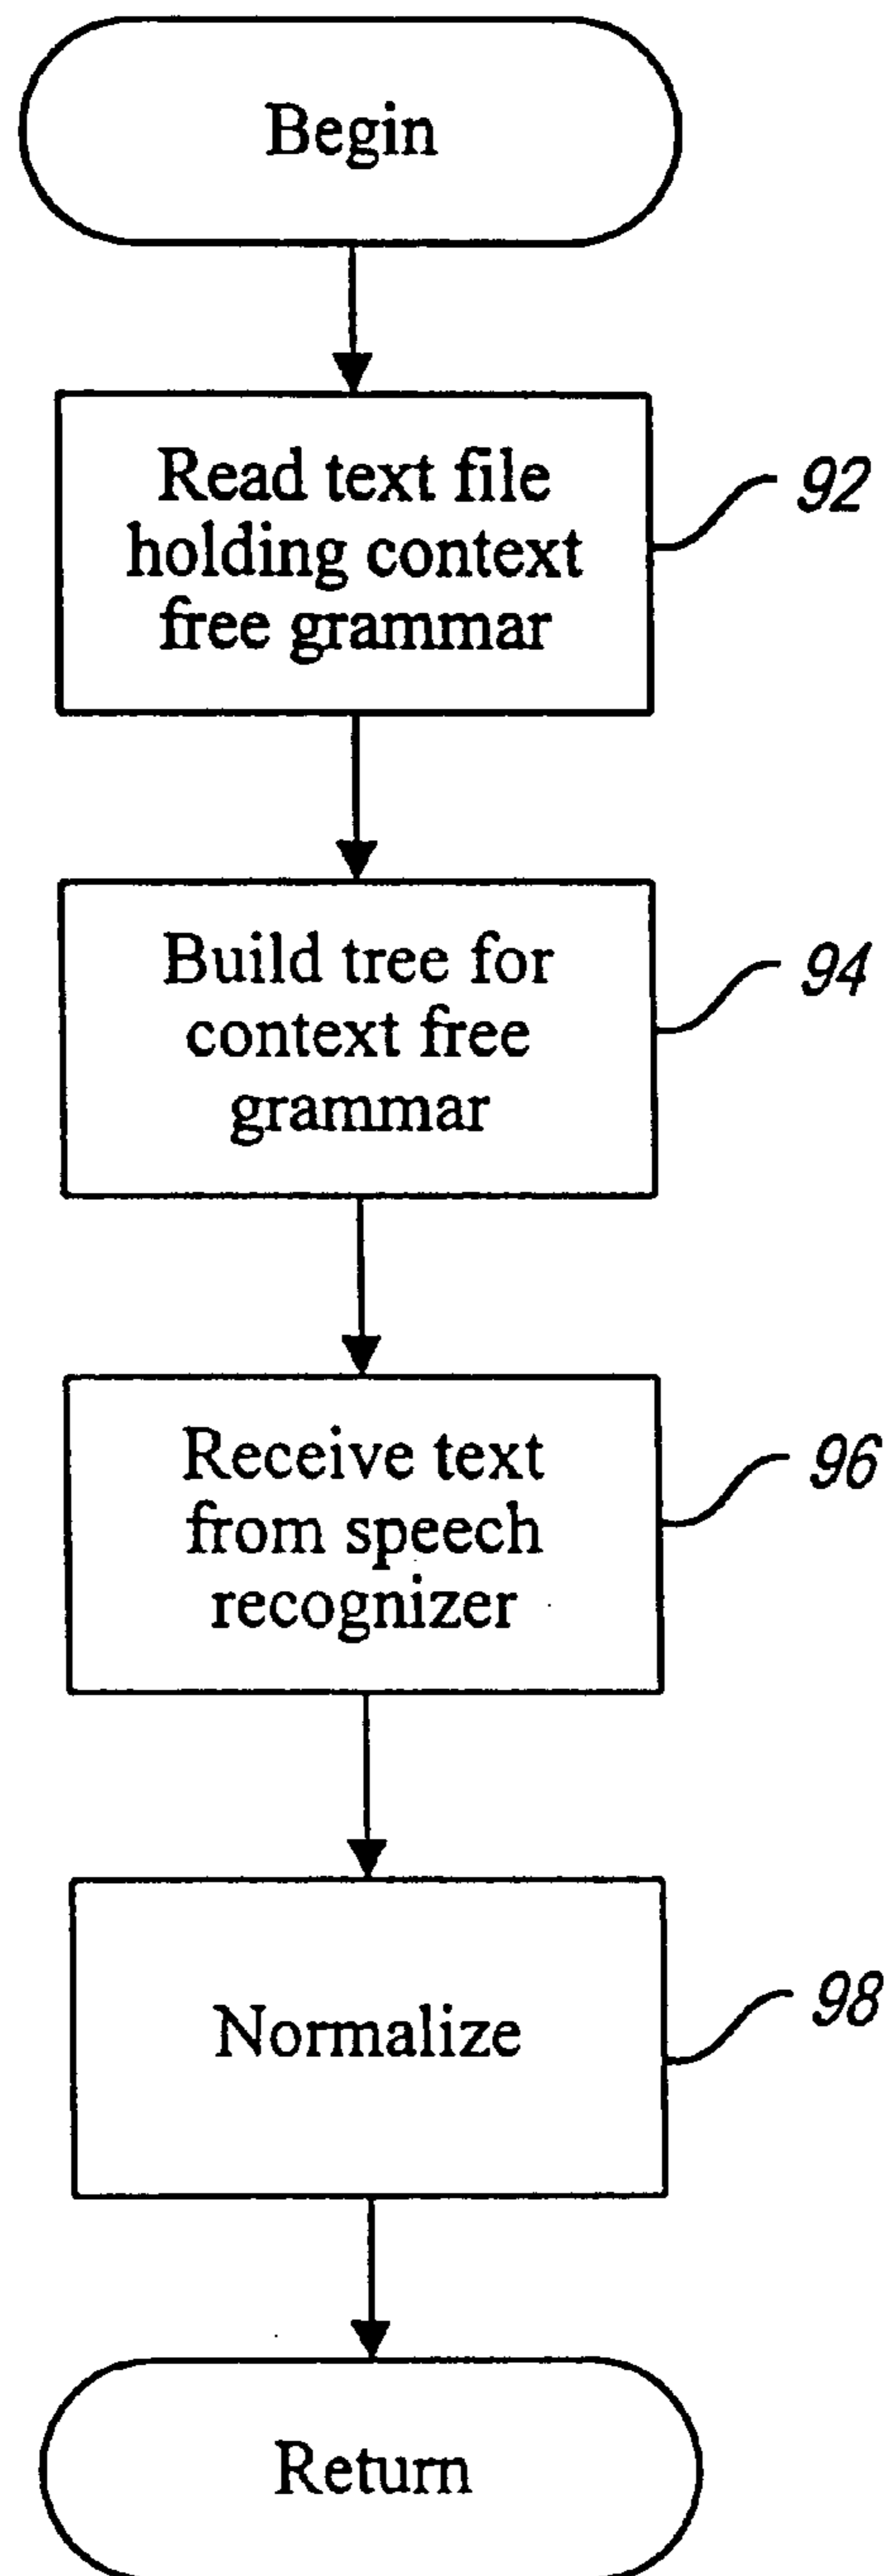 Begin
Read text file
holding context
free grammar
92
Build tree for
context free
grammar
94
Receive text
from speech
recognizer
96
Normalize
98
Return